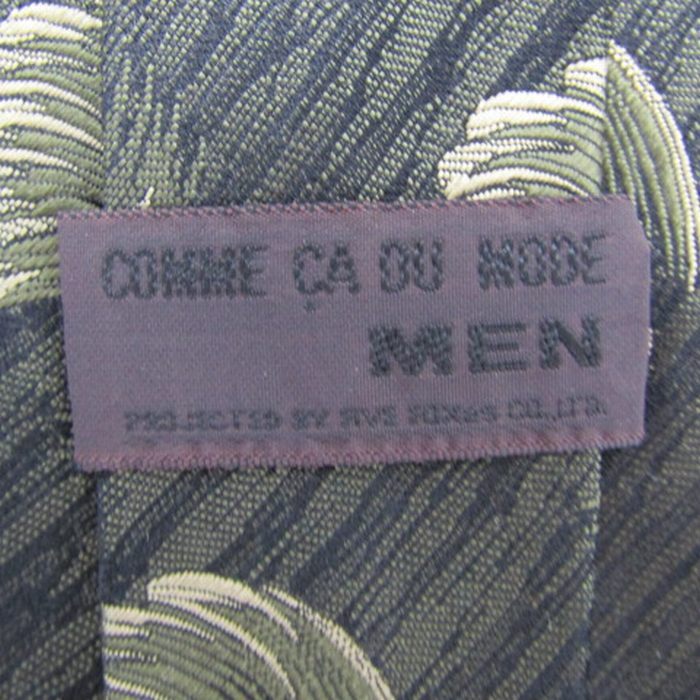 COMME ÇA DU MODE
MEN
PROJECTED BY FIVE FOXES CO.,LTD.